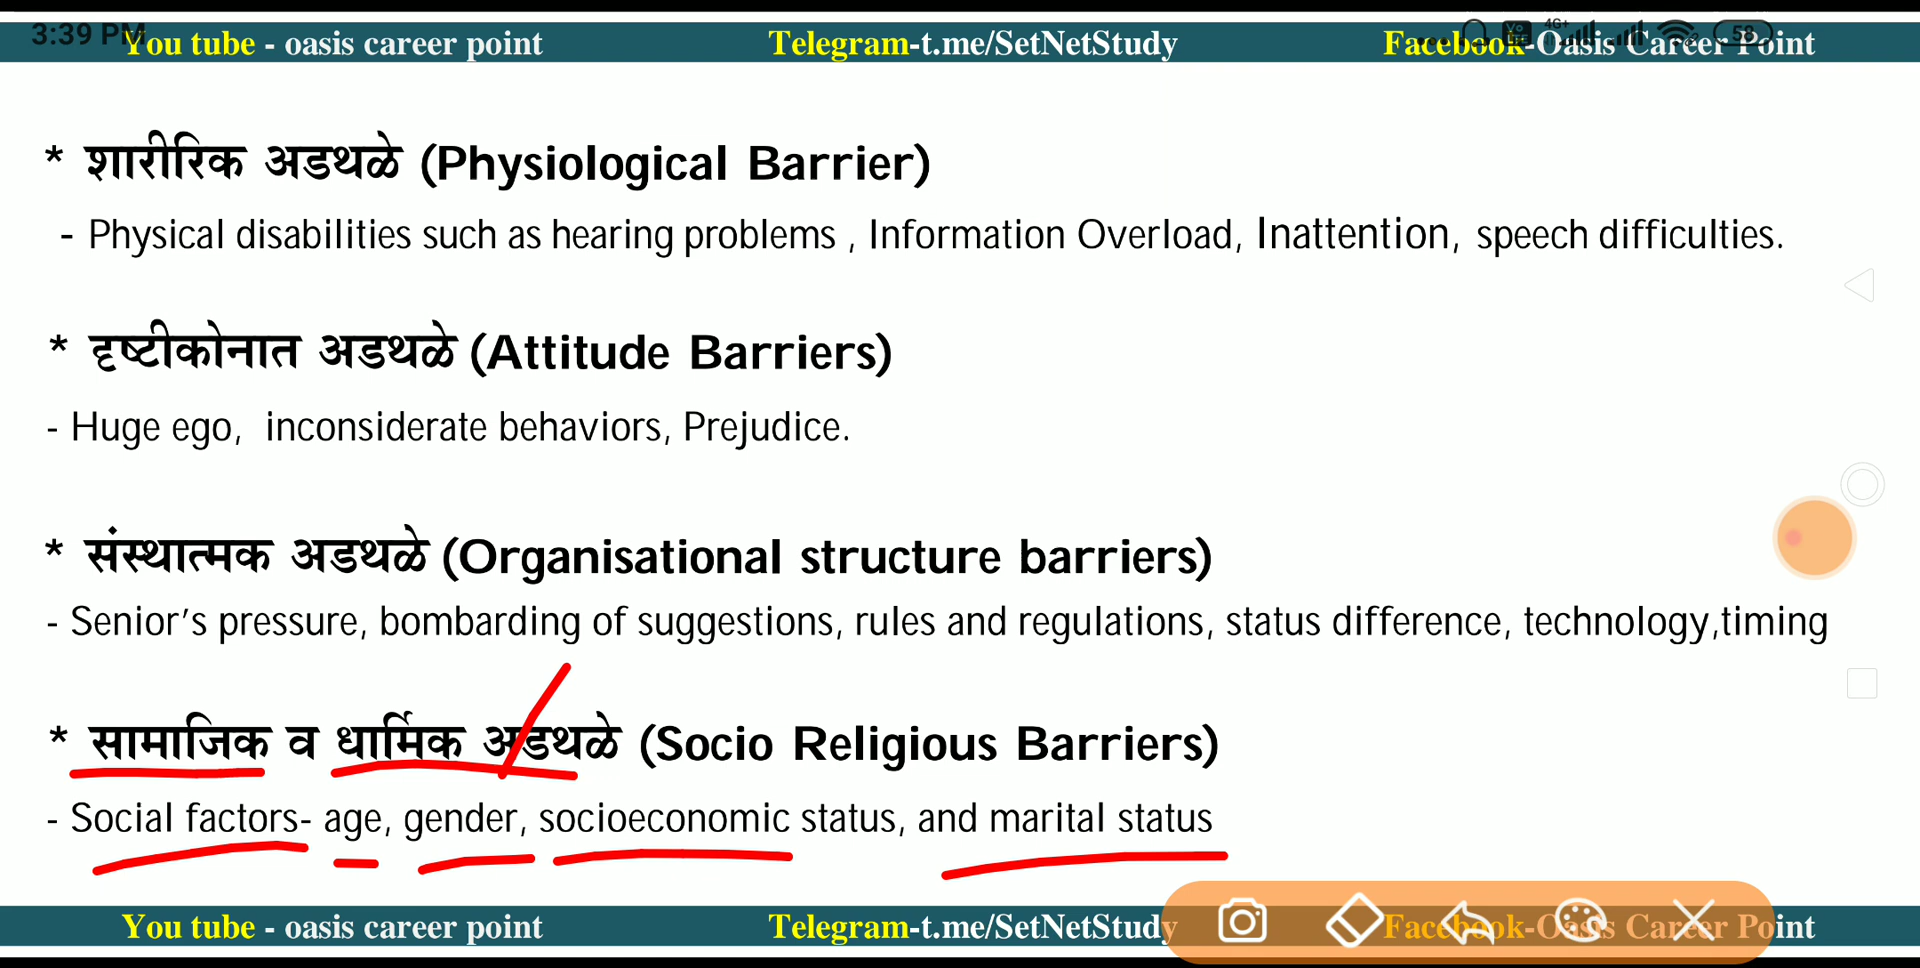 3:39 PM
You tube - oasis career point Telegram-t.me/SetNetStudy Facebook-Oasis Career Point
4G+ 58
* शारीरिक अडथळे (Physiological Barrier)
- Physical disabilities such as hearing problems , Information Overload, Inattention, speech difficulties.
* दृष्टीकोनात अडथळे (Attitude Barriers)
- Huge ego, inconsiderate behaviors, Prejudice.
* संस्थात्मक अडथळे (Organisational structure barriers)
- Senior's pressure, bombarding of suggestions, rules and regulations, status difference, technology,timing
* सामाजिक व धार्मिक अडथळे (Socio Religious Barriers)
- Social factors- age, gender, socioeconomic status, and marital status
You tube - oasis career point Telegram-t.me/SetNetStudy Facebook-Oasis Career Point